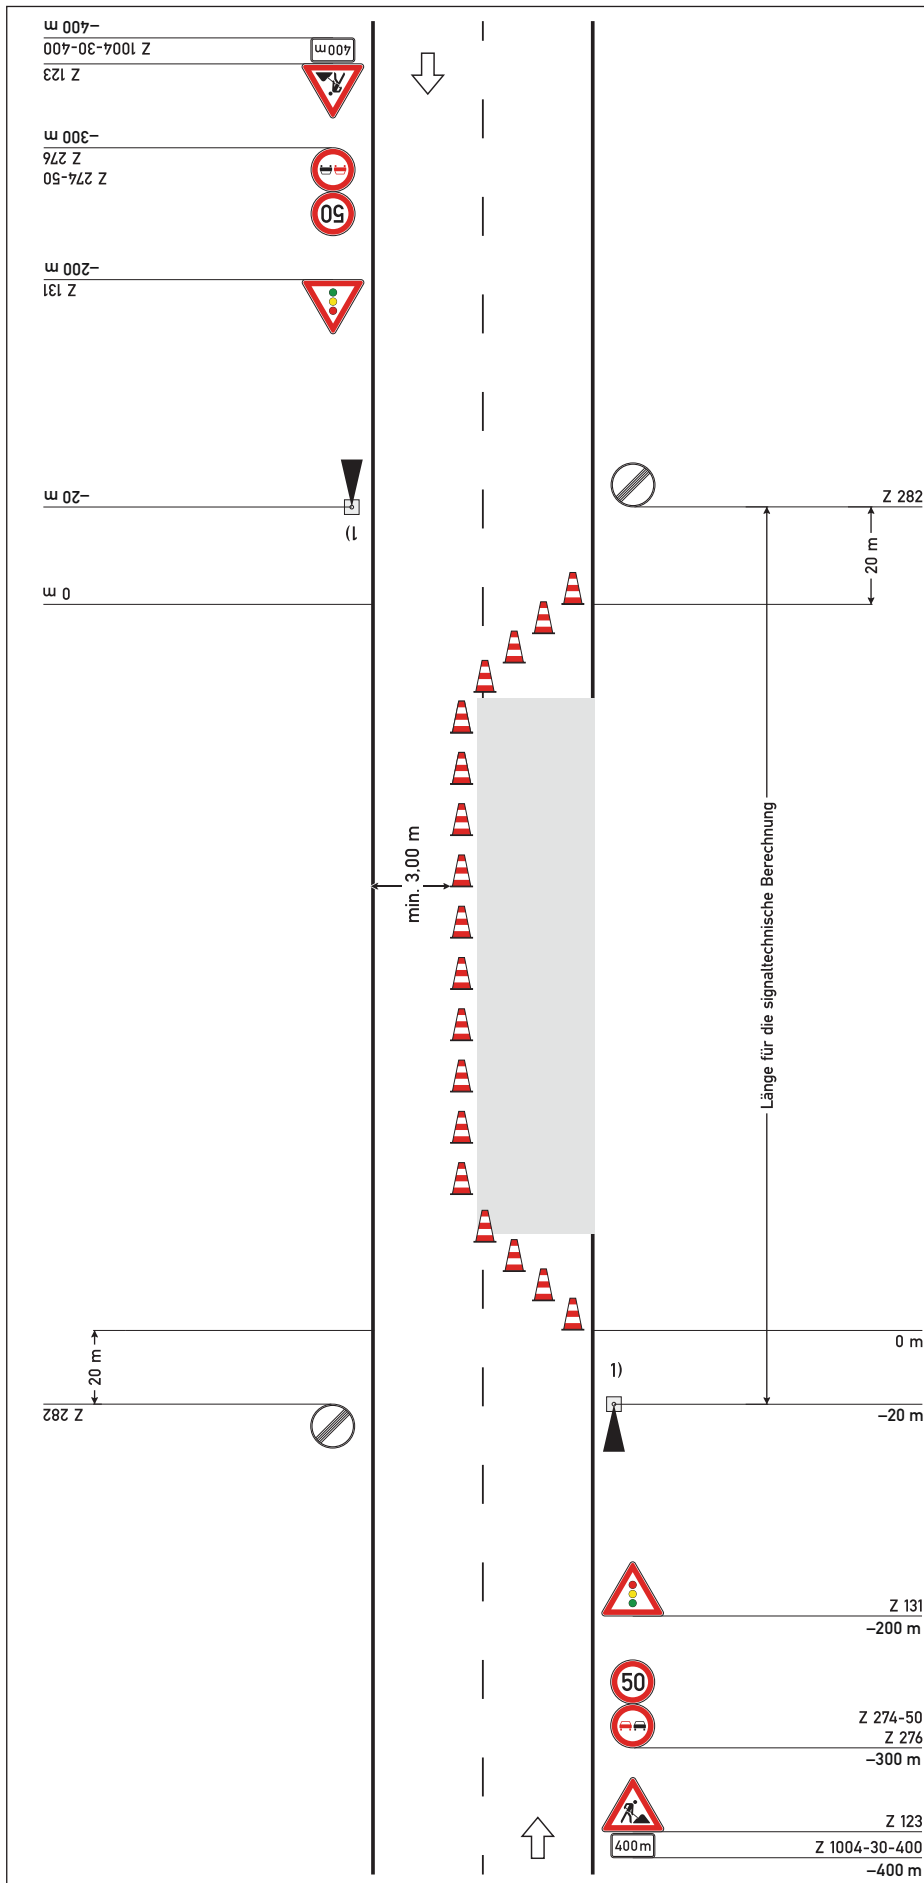 −400 m
Z 1004-30-400
400 m
Z 123
−300 m
Z 276
Z 274-50
50
−200 m
Z 131
−20 m
1)
Z 282
20 m
0 m
min. 3,00 m
Länge für die signaltechnische Berechnung
0 m
20 m
1)
Z 282
−20 m
Z 131
−200 m
50
Z 274-50
Z 276
−300 m
Z 123
400 m
Z 1004-30-400
−400 m